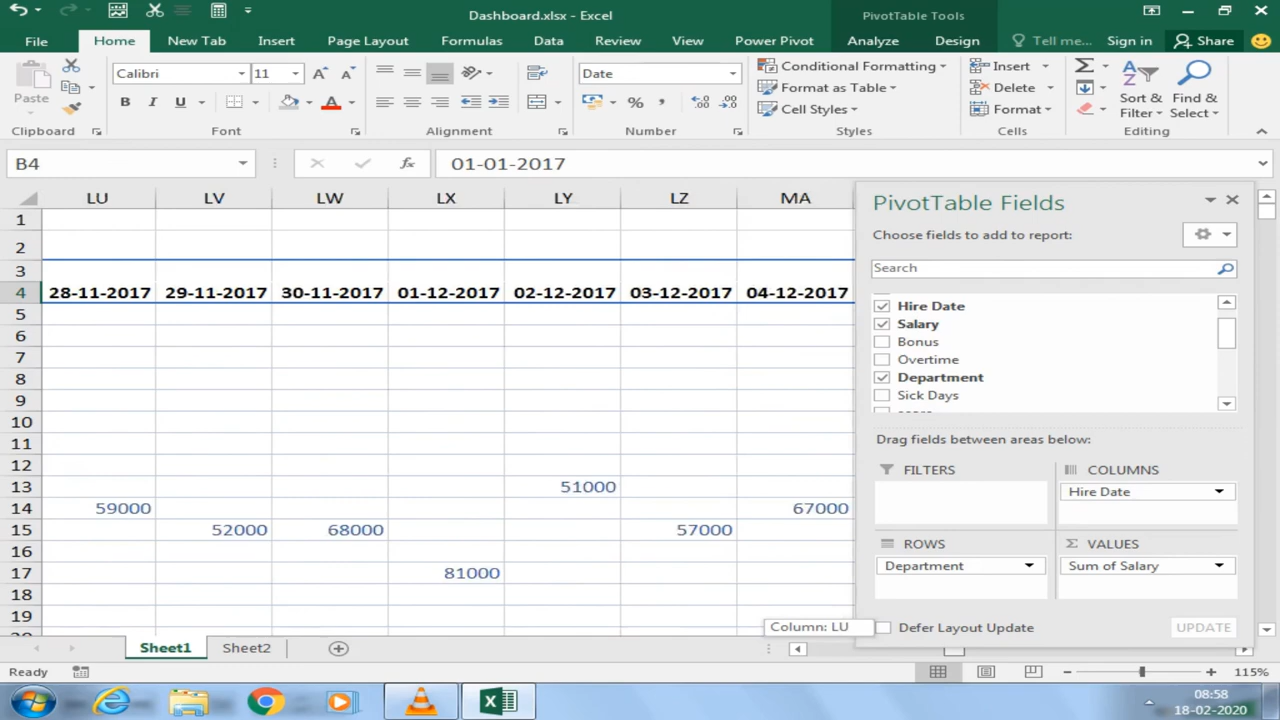 Dashboard.xlsx - Excel
PivotTable Tools
File
Home
New Tab
Insert
Page Layout
Formulas
Data
Review
View
Power Pivot
Analyze
Design
Tell me...
Sign in
Share
Paste
Calibri
11
Date
Conditional Formatting
Format as Table
Cell Styles
Insert
Delete
Format
Sort &
Filter
Find &
Select
Clipboard
Font
Alignment
Number
Styles
Cells
Editing
B4
01-01-2017
LU LV LW LX LY LZ MA
1
2
3
4 28-11-2017 29-11-2017 30-11-2017 01-12-2017 02-12-2017 03-12-2017 04-12-2017
5
6
7
8
9
10
11
12
13 51000
14 59000 67000
15 52000 68000 57000
16
17 81000
18
19
PivotTable Fields
Choose fields to add to report:
Search
Hire Date
Salary
Bonus
Overtime
Department
Sick Days
Drag fields between areas below:
FILTERS
COLUMNS
Hire Date
ROWS
VALUES
Department
Sum of Salary
Column: LU
Defer Layout Update
UPDATE
Sheet1
Sheet2
Ready
115%
08:58
18-02-2020